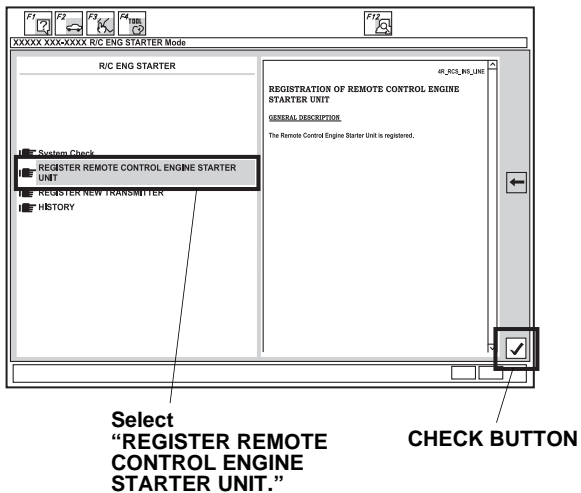 F1 F2 F3 F4 TOOL F12
XXXXX XXX-XXXX R/C ENG STARTER Mode
R/C ENG STARTER
System Check
REGISTER REMOTE CONTROL ENGINE STARTER
UNIT
REGISTER NEW TRANSMITTER
HISTORY
4R_RCS_INS_LINE
REGISTRATION OF REMOTE CONTROL ENGINE
STARTER UNIT
GENERAL DESCRIPTION
The Remote Control Engine Starter Unit is registered.
Select
“REGISTER REMOTE
CONTROL ENGINE
STARTER UNIT.”
CHECK BUTTON